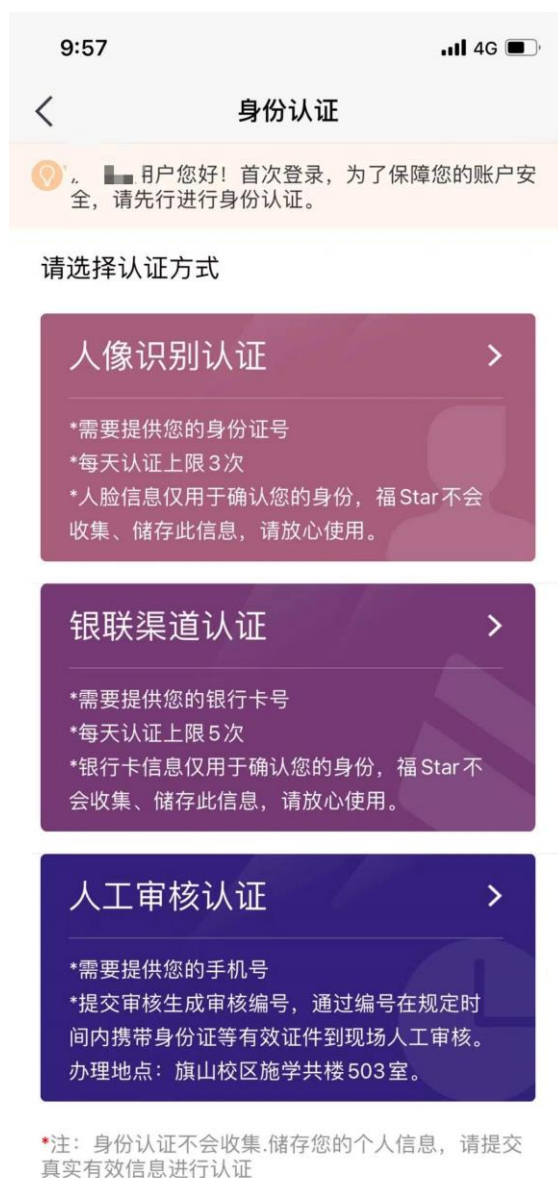 9:57
4G
身份认证
用户您好！首次登录，为了保障您的账户安
全，请先行进行身份认证。
请选择认证方式
人像识别认证
*需要提供您的身份证号
*每天认证上限3次
*人脸信息仅用于确认您的身份，福Star不会
收集、储存此信息，请放心使用。
银联渠道认证
*需要提供您的银行卡号
*每天认证上限5次
*银行卡信息仅用于确认您的身份，福Star不
会收集、储存此信息，请放心使用。
人工审核认证
*需要提供您的手机号
*提交审核生成审核编号，通过编号在规定时
间内携带身份证等有效证件到现场人工审核。
办理地点：旗山校区施学共楼503室。
*注：身份认证不会收集.储存您的个人信息，请提交
真实有效信息进行认证